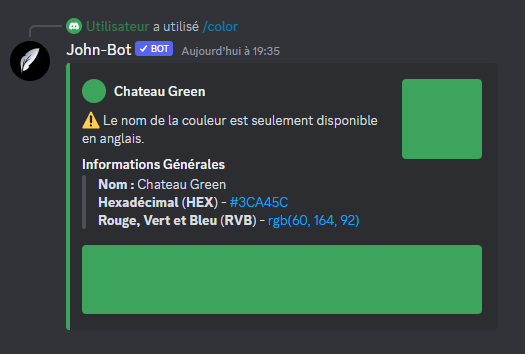 Utilisateur a utilisé /color
John-Bot ✓ BOT Aujourd'hui à 19:35
Chateau Green
⚠️ Le nom de la couleur est seulement disponible
en anglais.
Informations Générales
Nom : Chateau Green
Hexadécimal (HEX) - #3CA45C
Rouge, Vert et Bleu (RVB) - rgb(60, 164, 92)